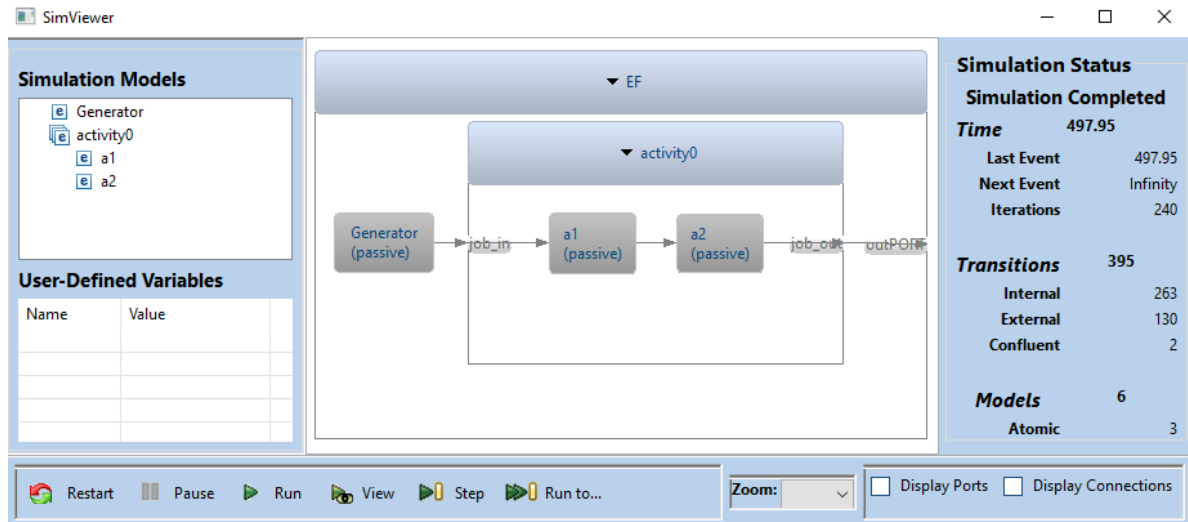 SimViewer
Simulation Models
Generator
activity0
a1
a2
User-Defined Variables
Name Value
EF
activity0
Generator
(passive)
job_in
a1
(passive)
a2
(passive)
job_out
outPORT
Simulation Status
Simulation Completed
Time 497.95
Last Event 497.95
Next Event Infinity
Iterations 240
Transitions 395
Internal 263
External 130
Confluent 2
Models 6
Atomic 3
Restart Pause Run View Step Run to...
Zoom:
Display Ports Display Connections